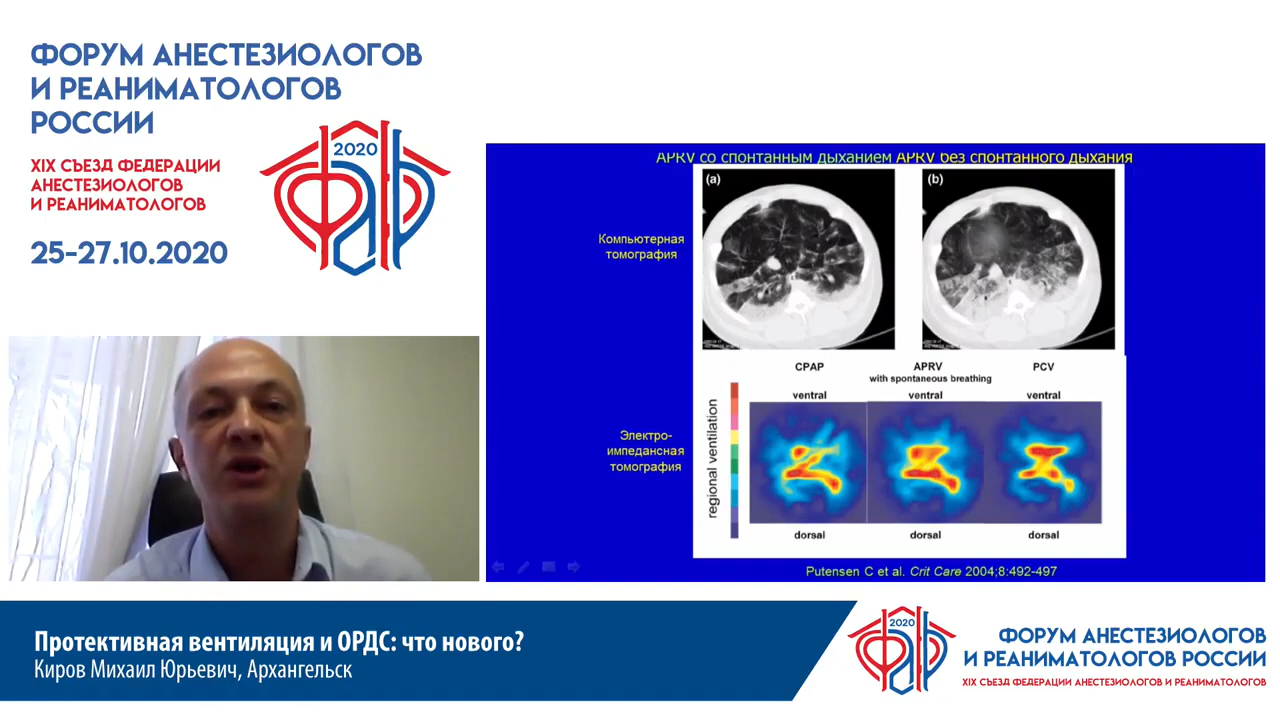 ФОРУМ АНЕСТЕЗИОЛОГОВ
И РЕАНИМАТОЛОГОВ
РОССИИ
XIX СЪЕЗД ФЕДЕРАЦИИ
АНЕСТЕЗИОЛОГОВ
И РЕАНИМАТОЛОГОВ
25-27.10.2020
2020
АРКV со спонтанным дыханием АРКV без спонтанного дыхания
(a)
(b)
Компьютерная
томография
CPAP
APRV
with spontaneous breathing
PCV
ventral
ventral
ventral
regional ventilation
Электро-
импедансная
томография
dorsal
dorsal
dorsal
Putensen C et al. Crit Care 2004;8:492-497
Протективная вентиляция и ОРДС: что нового?
Киров Михаил Юрьевич, Архангельск
2020
ФОРУМ АНЕСТЕЗИОЛОГОВ
И РЕАНИМАТОЛОГОВ РОССИИ
XIX СЪЕЗД ФЕДЕРАЦИИ АНЕСТЕЗИОЛОГОВ И РЕАНИМАТОЛОГОВ